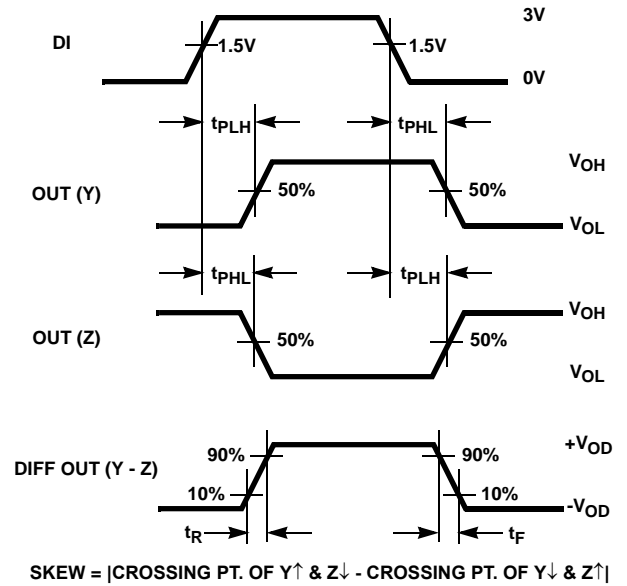 3V
DI
1.5V
1.5V
0V
tPLH
tPHL
VOH
OUT (Y)
50%
50%
VOL
tPHL
tPLH
VOH
OUT (Z)
50%
50%
VOL
+VOD
DIFF OUT (Y - Z)
90%
90%
10%
10%
-VOD
tR
tF
SKEW = |CROSSING PT. OF Y↑ & Z↓ - CROSSING PT. OF Y↓ & Z↑|